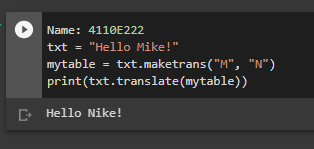 Name: 4110E222
txt = "Hello Mike!"
mytable = txt.maketrans("M", "N")
print(txt.translate(mytable))
Hello Nike!